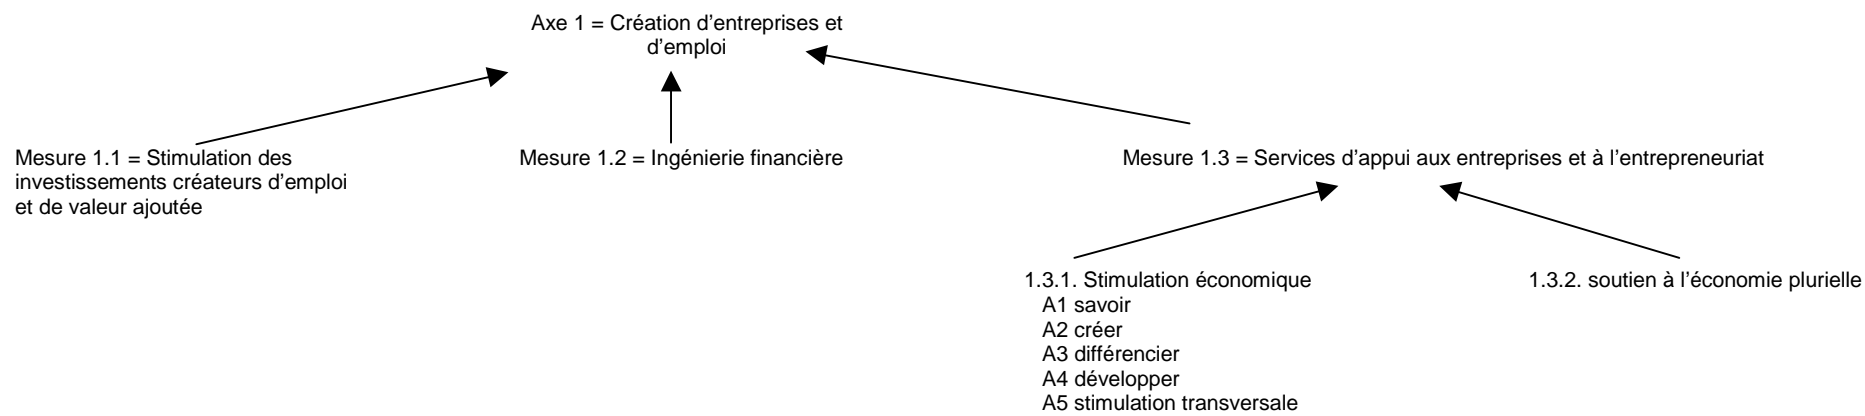 Axe 1 = Création d’entreprises et
d’emploi
Mesure 1.1 = Stimulation des
investissements créateurs d’emploi
et de valeur ajoutée
Mesure 1.2 = Ingénierie financière
Mesure 1.3 = Services d’appui aux entreprises et à l’entrepreneuriat
1.3.1. Stimulation économique
A1 savoir
A2 créer
A3 différencier
A4 développer
A5 stimulation transversale
1.3.2. soutien à l’économie plurielle